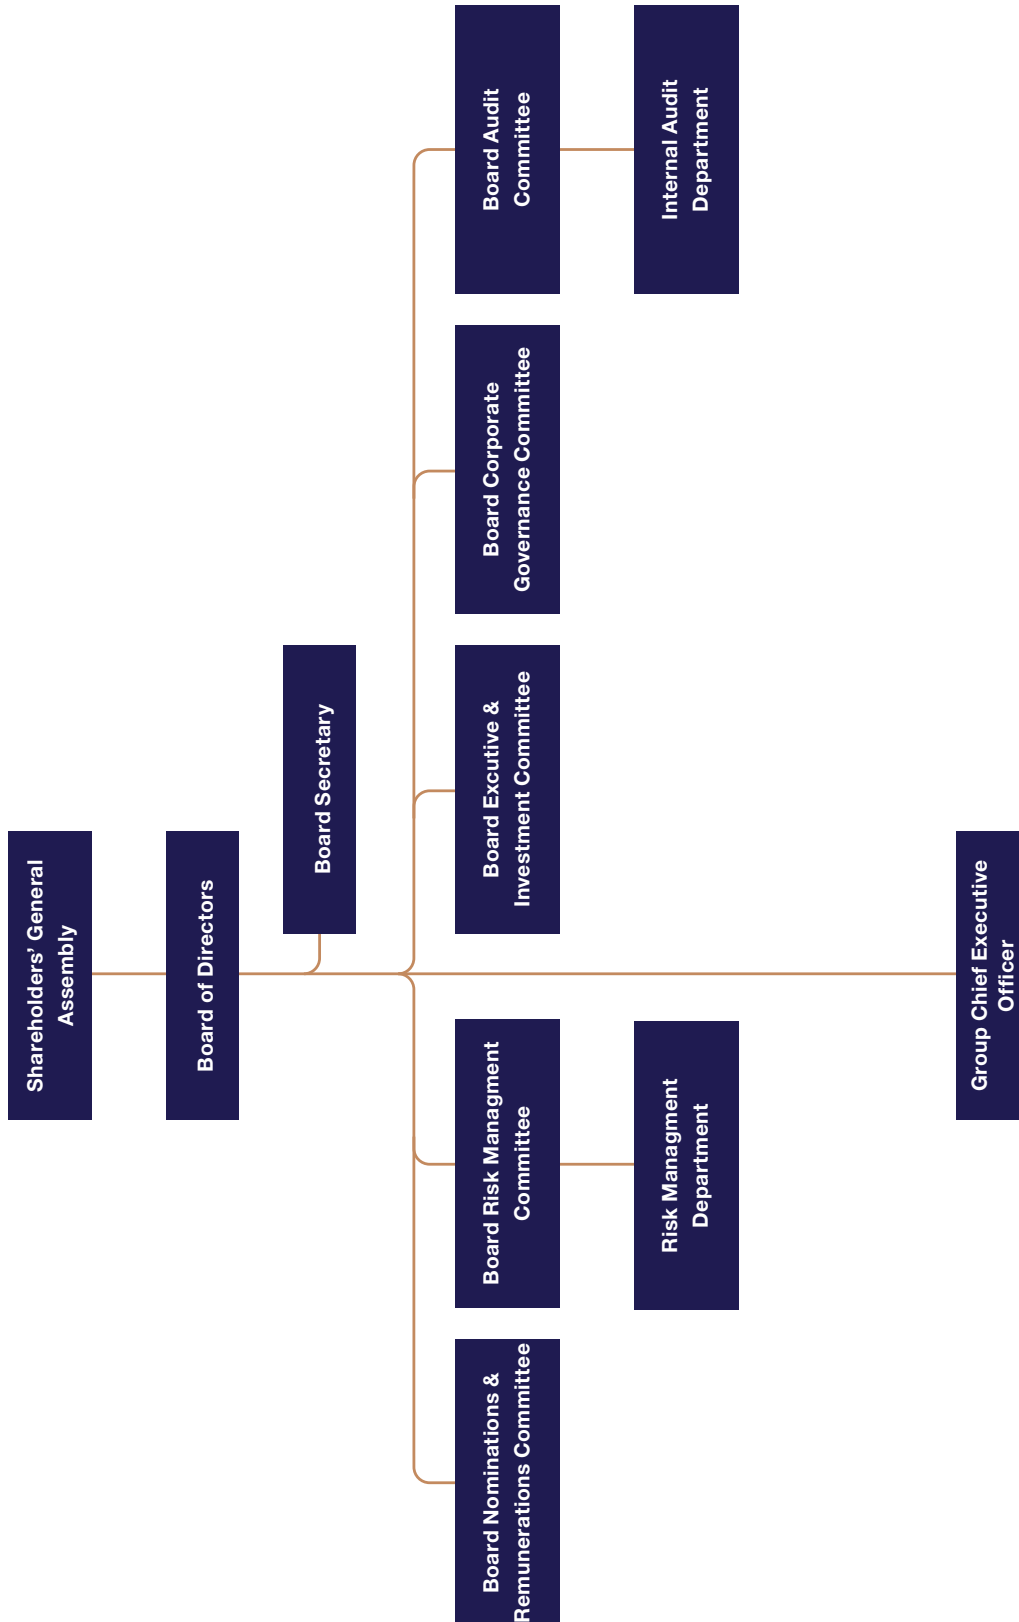 Shareholders’ General
Assembly
Board of Directors
Board Secretary
Board Nominations &
Remunerations Committee
Board Risk Managment
Committee
Board Excutive &
Investment Committee
Board Corporate
Governance Committee
Board Audit
Committee
Risk Managment
Department
Internal Audit
Department
Group Chief Executive
Officer